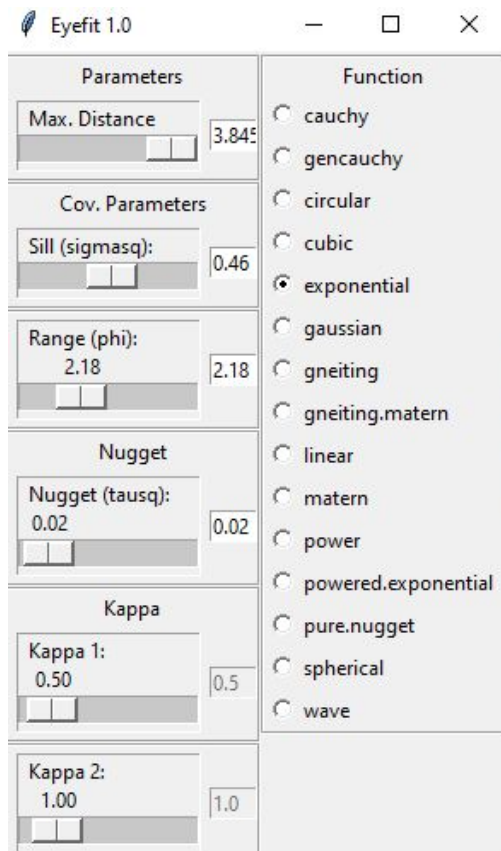 Eyefit 1.0
Parameters
Max. Distance
3.845
Cov. Parameters
Sill (sigmasq):
0.46
Range (phi):
2.18
2.18
Nugget
Nugget (tausq):
0.02
0.02
Kappa
Kappa 1:
0.50
0.5
Kappa 2:
1.00
1.0
Function
cauchy
gencauchy
circular
cubic
exponential
gaussian
gneiting
gneiting.matern
linear
matern
power
powered.exponential
pure.nugget
spherical
wave